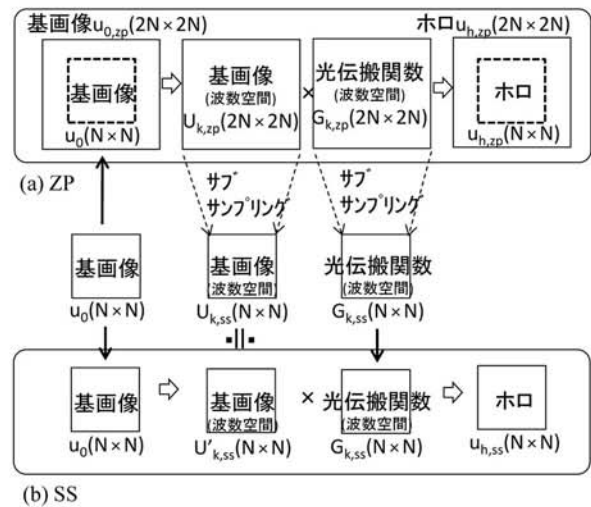 基画像u0,zp(2N×2N)
ホロuh,zp(2N×2N)
基画像
u0(N×N)
基画像
(波数空間)
Uk,zp(2N×2N)
×
光伝搬関数
(波数空間)
Gk,zp(2N×2N)
ホロ
uh,zp(N×N)
(a) ZP
サブ
サンプリング
サブ
サンプリング
基画像
u0(N×N)
基画像
(波数空間)
Uk,ss(N×N)
光伝搬関数
(波数空間)
Gk,ss(N×N)
基画像
u0(N×N)
基画像
(波数空間)
U'k,ss(N×N)
×
光伝搬関数
(波数空間)
Gk,ss(N×N)
ホロ
uh,ss(N×N)
(b) SS